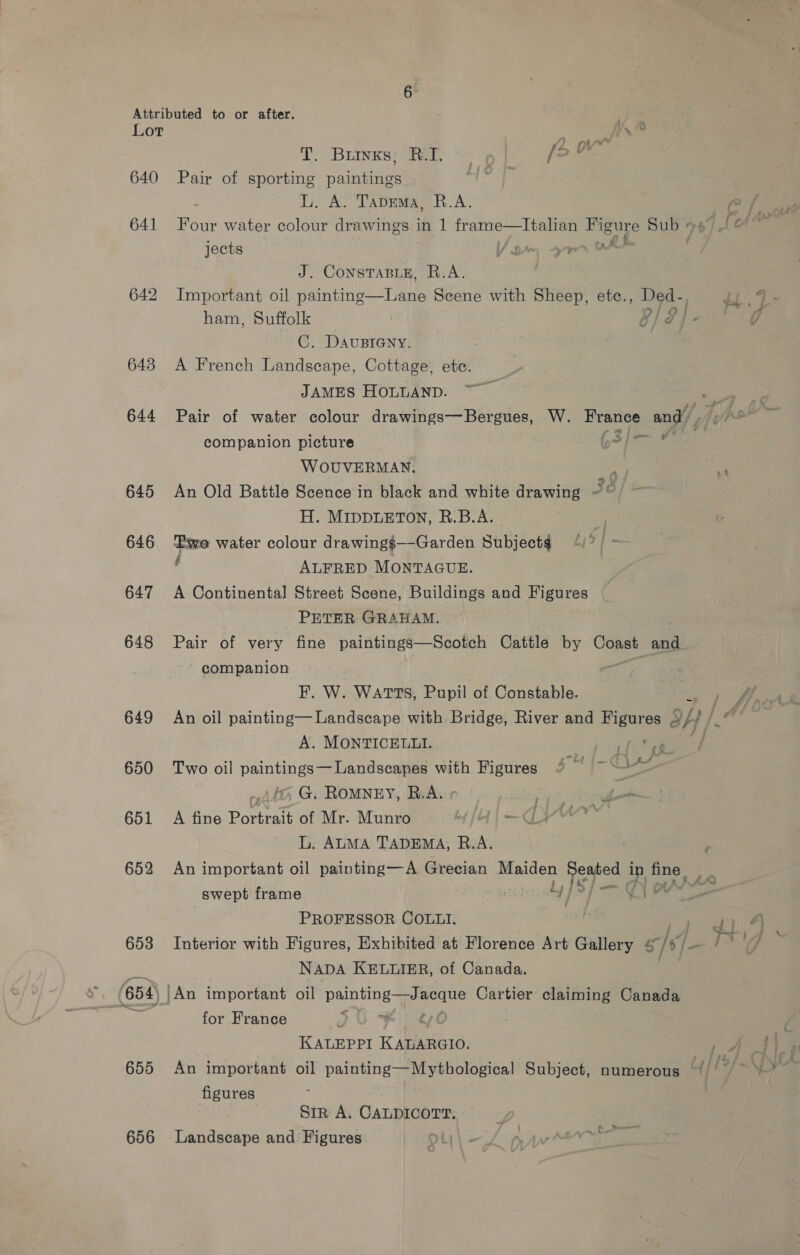 6
Attributed to or after.
Lot
T. BLINKS, R.I.
640 Pair of sporting paintings
L. A. TADEMA, R.A.
641 Four water colour drawings in 1 frame—Italian Figure Sub
jects
J. CONSTABLE, R.A.
642 Important oil painting—Lane Scene with Sheep, etc., Ded-
ham, Suffolk
C. DAUBIGNY.
643 A French Landscape, Cottage, etc.
JAMES HOLLAND.
644 Pair of water colour drawings—Bergues, W. France and
companion picture
WOUVERMAN.
645 An Old Battle Scence in black and white drawing
H. MIDDLETON, R.B.A.
646 Two water colour drawings—-Garden Subjects
ALFRED MONTAGUE.
647 A Continental Street Scene, Buildings and Figures
PETER GRAHAM.
648 Pair of very fine paintings—Scotch Cattle by Coast and
companion
F. W. WATTS, Pupil of Constable.
649 An oil painting—Landscape with Bridge, River and Figures
A. MONTICELLI.
650 Two oil paintings—Landscapes with Figures
G. ROMNEY, R.A.
651 A fine Portrait of Mr. Munro
L. ALMA TADEMA, R.A.
652 An important oil painting—A Grecian Maiden Seated in fine
swept frame
PROFESSOR COLLI.
653 Interior with Figures, Exhibited at Florence Art Gallery
NADA KELLIER, of Canada.
(654) An important oil painting—Jacque Cartier claiming Canada
for France
KALEPPI KALARGIO.
655 An important oil painting—Mythological Subject, numerous
figures
SIR A. CALDICOTT.
656 Landscape and Figures